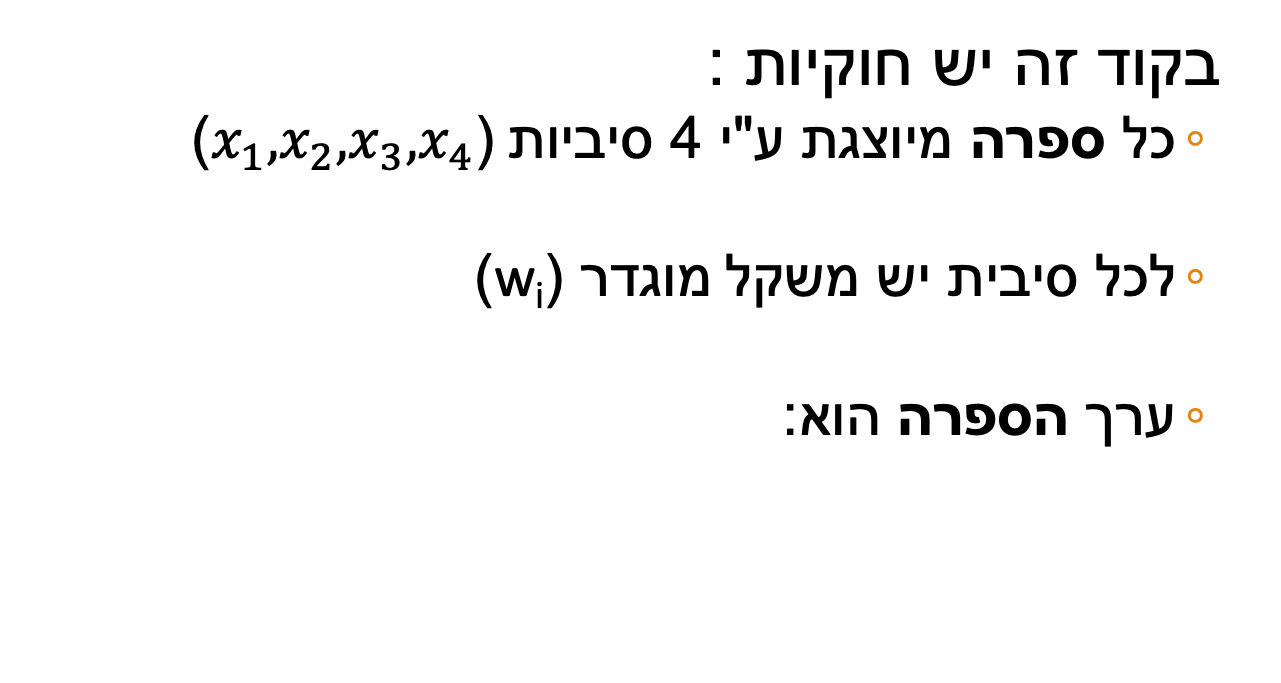 בקוד זה יש חוקיות :
◦ כל ספרה מיוצגת ע"י 4 סיביות (x₁,x₂,x₃,x₄)
◦ לכל סיבית יש משקל מוגדר (wᵢ)
◦ ערך הספרה הוא: